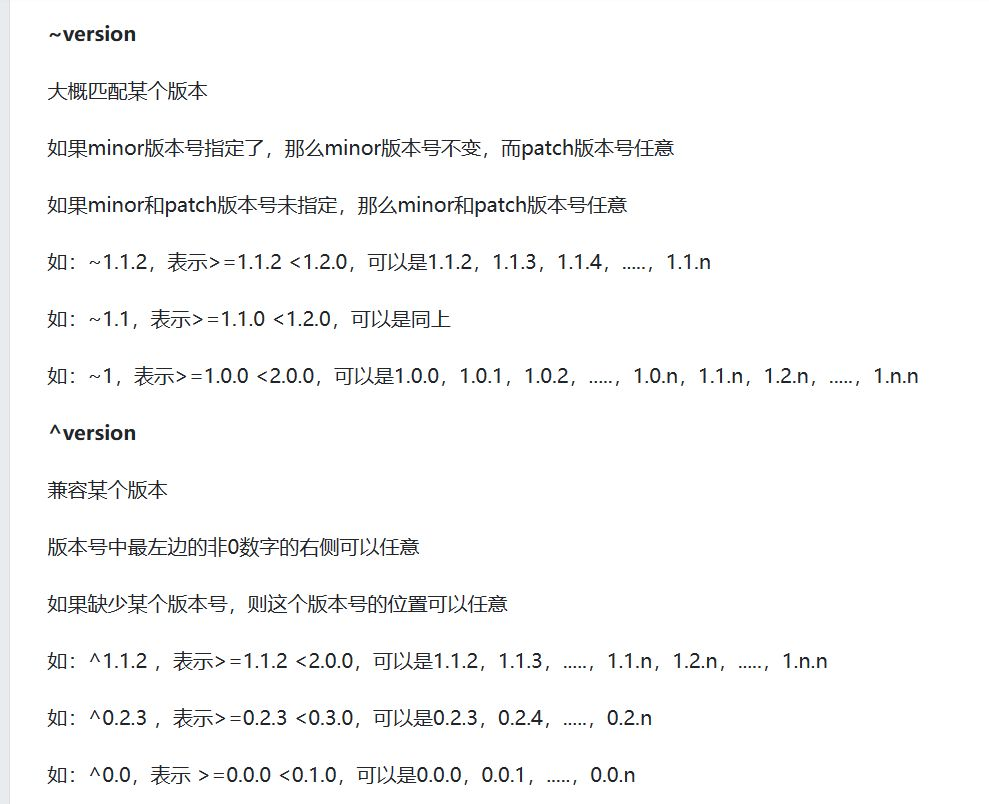 ~version
大概匹配某个版本
如果minor版本号指定了，那么minor版本号不变，而patch版本号任意
如果minor和patch版本号未指定，那么minor和patch版本号任意
如：~1.1.2，表示>=1.1.2 <1.2.0，可以是1.1.2，1.1.3，1.1.4，.....，1.1.n
如：~1.1，表示>=1.1.0 <1.2.0，可以是同上
如：~1，表示>=1.0.0 <2.0.0，可以是1.0.0，1.0.1，1.0.2，.....，1.0.n，1.1.n，1.2.n，.....，1.n.n
^version
兼容某个版本
版本号中最左边的非0数字的右侧可以任意
如果缺少某个版本号，则这个版本号的位置可以任意
如：^1.1.2 ，表示>=1.1.2 <2.0.0，可以是1.1.2，1.1.3，.....，1.1.n，1.2.n，.....，1.n.n
如：^0.2.3 ，表示>=0.2.3 <0.3.0，可以是0.2.3，0.2.4，.....，0.2.n
如：^0.0，表示 >=0.0.0 <0.1.0，可以是0.0.0，0.0.1，.....，0.0.n